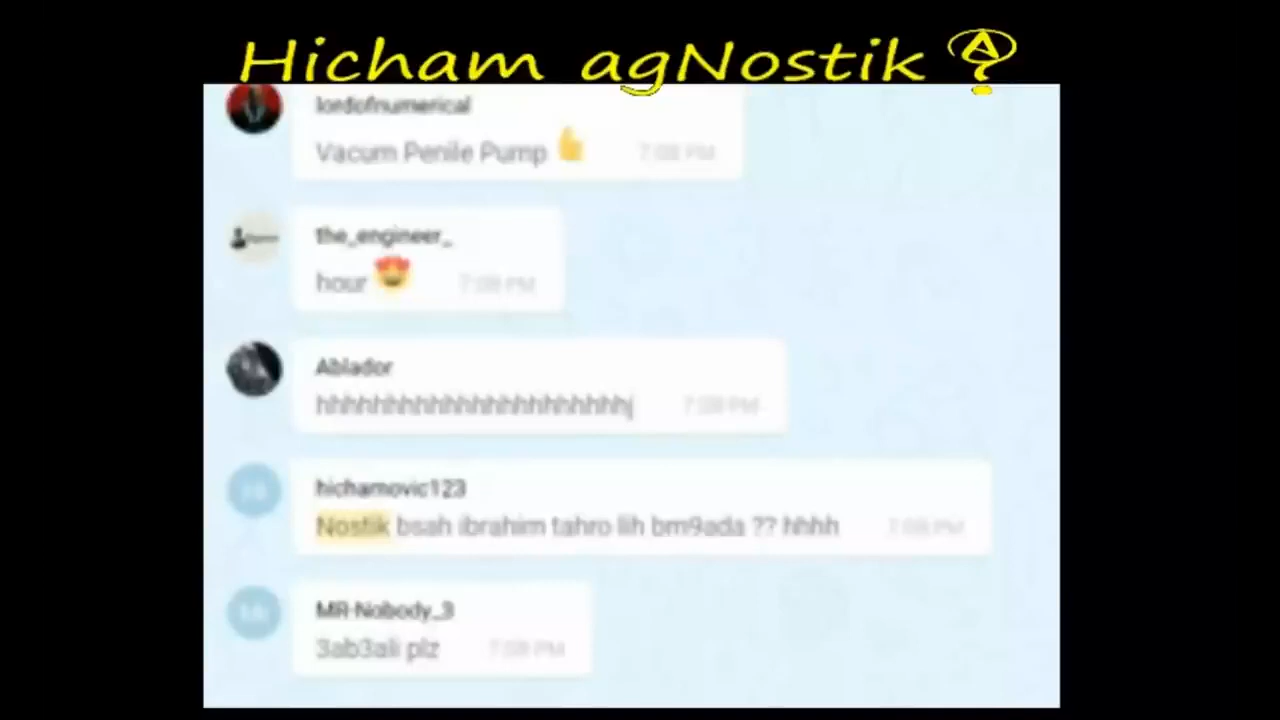 Hicham agNostik
lordofnumerical
Vacum Penile Pump 👍 7:08 PM
the_engineer_
hour 😍 7:08 PM
Ablador
hhhhhhhhhhhhhhhhhhhhhhj 7:08 PM
hichamovic123
Nostik bsah ibrahim tahro lih bm9ada ?? hhhh 7:08 PM
MR-Nobody_3
3ab3ali plz 7:08 PM